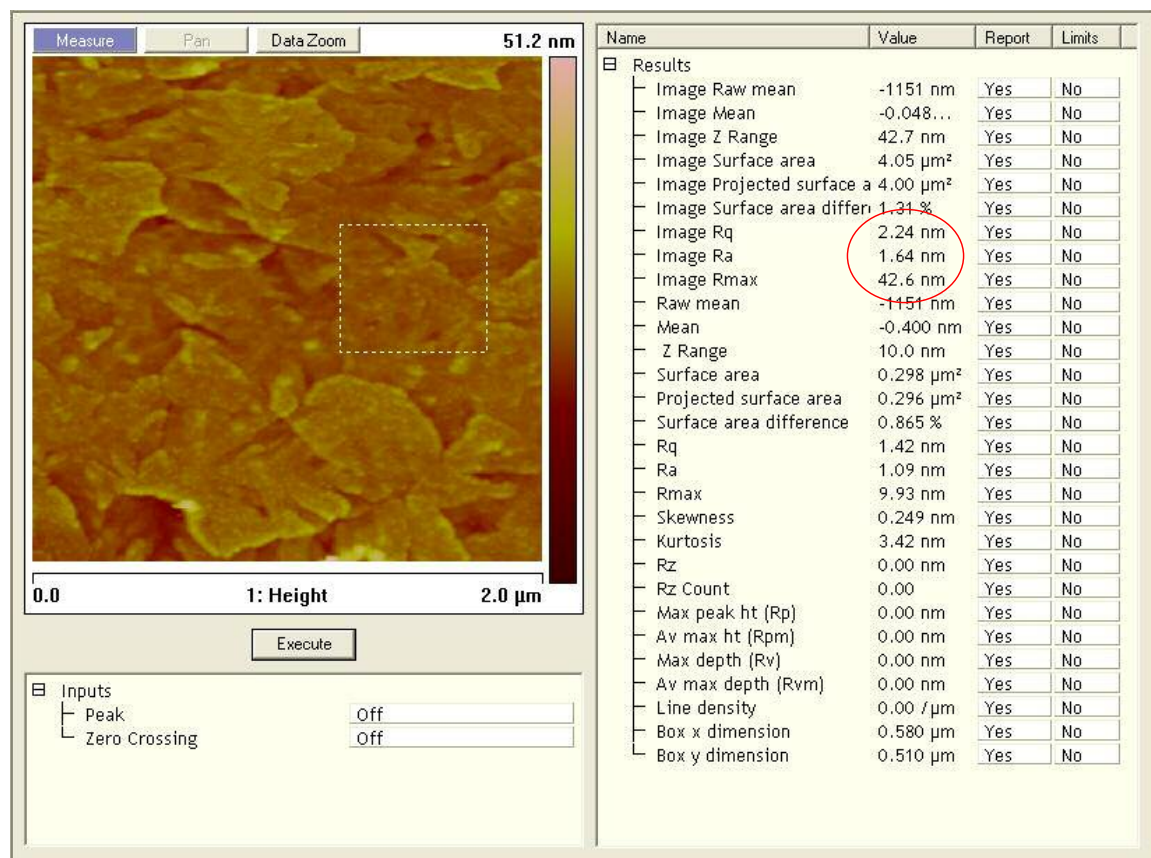 Measure Pan Data Zoom 51.2 nm
0.0 1: Height 2.0 µm
Execute
Inputs
Peak Off
Zero Crossing Off
Name Value Report Limits
Results
Image Raw mean -1151 nm Yes No
Image Mean -0.048... Yes No
Image Z Range 42.7 nm Yes No
Image Surface area 4.05 µm² Yes No
Image Projected surface a 4.00 µm² Yes No
Image Surface area differ 1.31 % Yes No
Image Rq 2.24 nm Yes No
Image Ra 1.64 nm Yes No
Image Rmax 42.6 nm Yes No
Raw mean -1151 nm Yes No
Mean -0.400 nm Yes No
Z Range 10.0 nm Yes No
Surface area 0.298 µm² Yes No
Projected surface area 0.296 µm² Yes No
Surface area difference 0.865 % Yes No
Rq 1.42 nm Yes No
Ra 1.09 nm Yes No
Rmax 9.93 nm Yes No
Skewness 0.249 nm Yes No
Kurtosis 3.42 nm Yes No
Rz 0.00 nm Yes No
Rz Count 0.00 Yes No
Max peak ht (Rp) 0.00 nm Yes No
Av max ht (Rpm) 0.00 nm Yes No
Max depth (Rv) 0.00 nm Yes No
Av max depth (Rvm) 0.00 nm Yes No
Line density 0.00 /µm Yes No
Box x dimension 0.580 µm Yes No
Box y dimension 0.510 µm Yes No